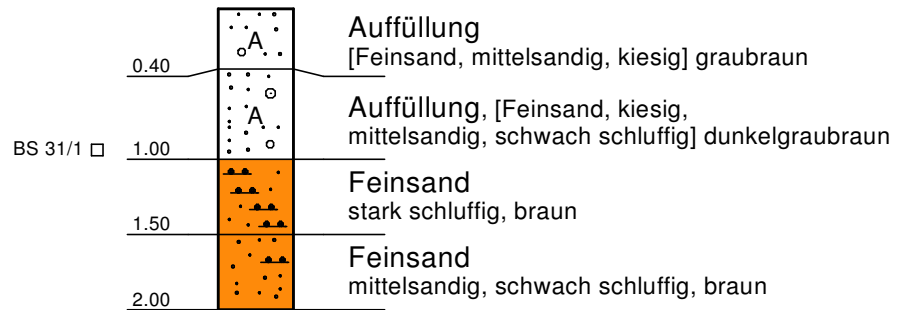 Auffüllung
A
[Feinsand, mittelsandig, kiesig] graubraun
0.40
Auffüllung, [Feinsand, kiesig,
A
mittelsandig, schwach schluffig] dunkelgraubraun
BS 31/1
1.00
Feinsand
stark schluffig, braun
1.50
Feinsand
mittelsandig, schwach schluffig, braun
2.00